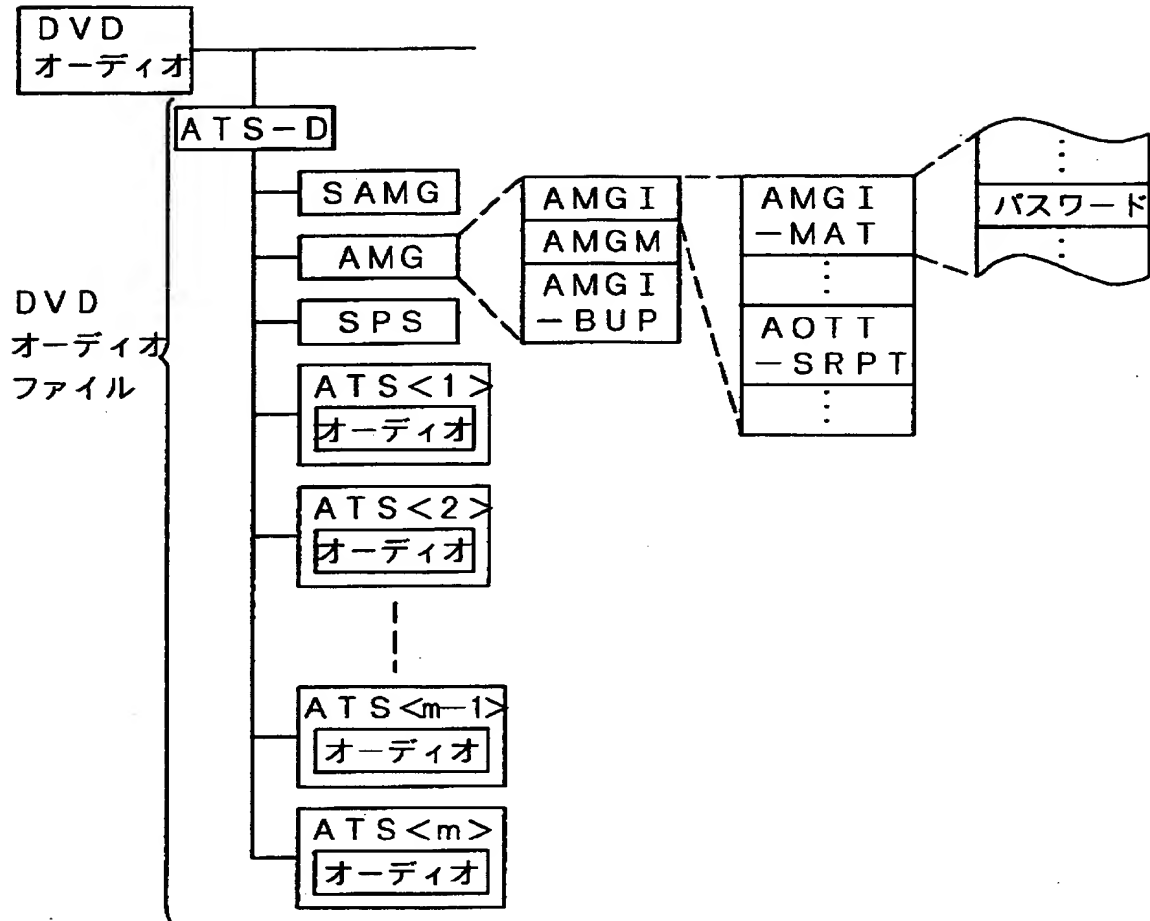 DVD
オーディオ
ATS-D
SAMG
AMG
SPS
ATS<1>
オーディオ
ATS<2>
オーディオ
ATS<m-1>
オーディオ
ATS<m>
オーディオ
DVD
オーディオ
ファイル
AMGI
AMGM
AMGI
-BUP
AMGI
-MAT
⋮
AOTT
-SRPT
⋮
⋮
パスワード
⋮